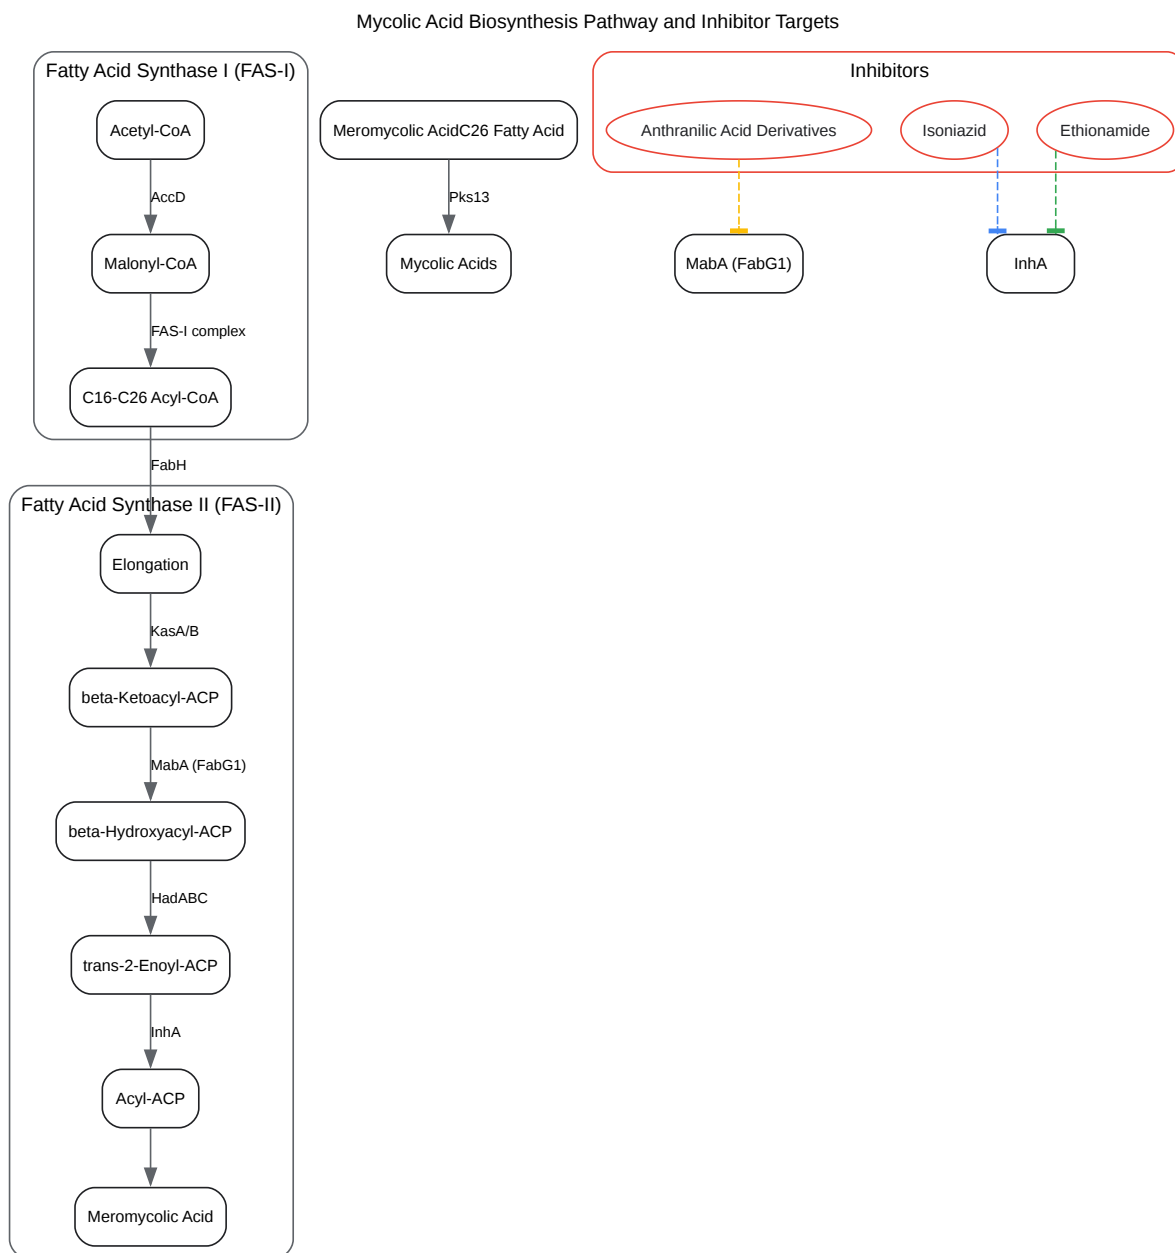 Mycolic Acid Biosynthesis Pathway and Inhibitor Targets
Fatty Acid Synthase I (FAS-I)
Acetyl-CoA
AccD
Malonyl-CoA
FAS-I complex
C16-C26 Acyl-CoA
FabH
Fatty Acid Synthase II (FAS-II)
Elongation
KasA/B
beta-Ketoacyl-ACP
MabA (FabG1)
beta-Hydroxyacyl-ACP
HadABC
trans-2-Enoyl-ACP
InhA
Acyl-ACP
Meromycolic Acid
Meromycolic AcidC26 Fatty Acid
Pks13
Mycolic Acids
Inhibitors
Anthranilic Acid Derivatives
Isoniazid
Ethionamide
MabA (FabG1)
InhA